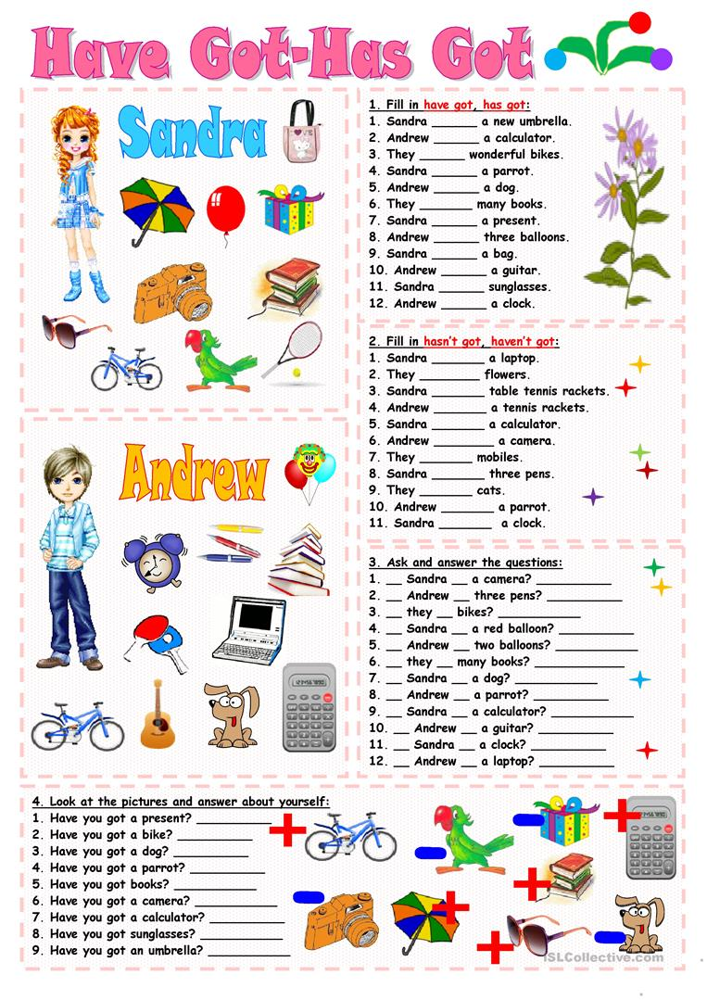 Have Got-Has Got
Sandra
1. Fill in have got, has got:
1. Sandra ______ a new umbrella.
2. Andrew ______ a calculator.
3. They ______ wonderful bikes.
4. Sandra ______ a parrot.
5. Andrew ______ a dog.
6. They _______ many books.
7. Sandra ______ a present.
8. Andrew ______ three balloons.
9. Sandra ______ a bag.
10. Andrew ______ a guitar.
11. Sandra ______ sunglasses.
12. Andrew ______ a clock.
2. Fill in hasn't got, haven't got:
1. Sandra _______ a laptop.
2. They ________ flowers.
3. Sandra _______ table tennis rackets.
4. Andrew _______ a tennis rackets.
5. Sandra _______ a calculator.
6. Andrew ________ a camera.
7. They _______ mobiles.
8. Sandra _______ three pens.
9. They _______ cats.
10. Andrew _______ a parrot.
11. Sandra _______ a clock.
Andrew
3. Ask and answer the questions:
1. __ Sandra __ a camera? __________
2. __ Andrew __ three pens? __________
3. __ they __ bikes? ___________
4. __ Sandra __ a red balloon? ___________
5. __ Andrew __ two balloons? ___________
6. __ they __ many books? ___________
7. __ Sandra __ a dog? __________
8. __ Andrew __ a parrot? __________
9. __ Sandra __ a calculator? ___________
10. __ Andrew __ a guitar? __________
11. __ Sandra __ a clock? __________
12. __ Andrew __ a laptop? __________
4. Look at the pictures and answer about yourself:
1. Have you got a present? __________
2. Have you got a bike? __________
3. Have you got a dog? __________
4. Have you got a parrot? __________
5. Have you got books? ___________
6. Have you got a camera? ___________
7. Have you got a calculator? __________
8. Have you got sunglasses? ___________
9. Have you got an umbrella? ___________
iSLCollective.com